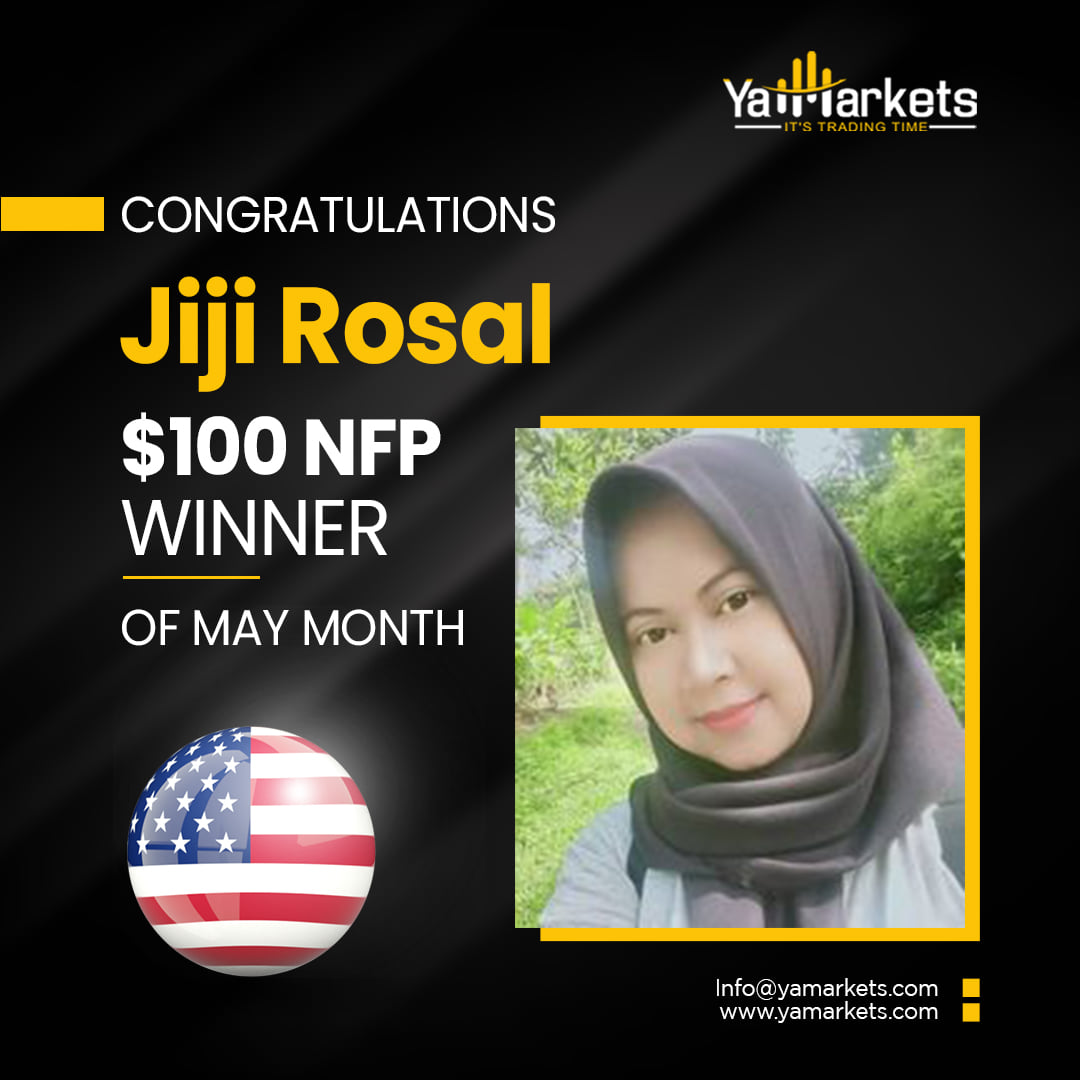 YaMarkets
IT'S TRADING TIME
CONGRATULATIONS
Jiji Rosal
$100 NFP
WINNER
OF MAY MONTH
Info@yamarkets.com
www.yamarkets.com